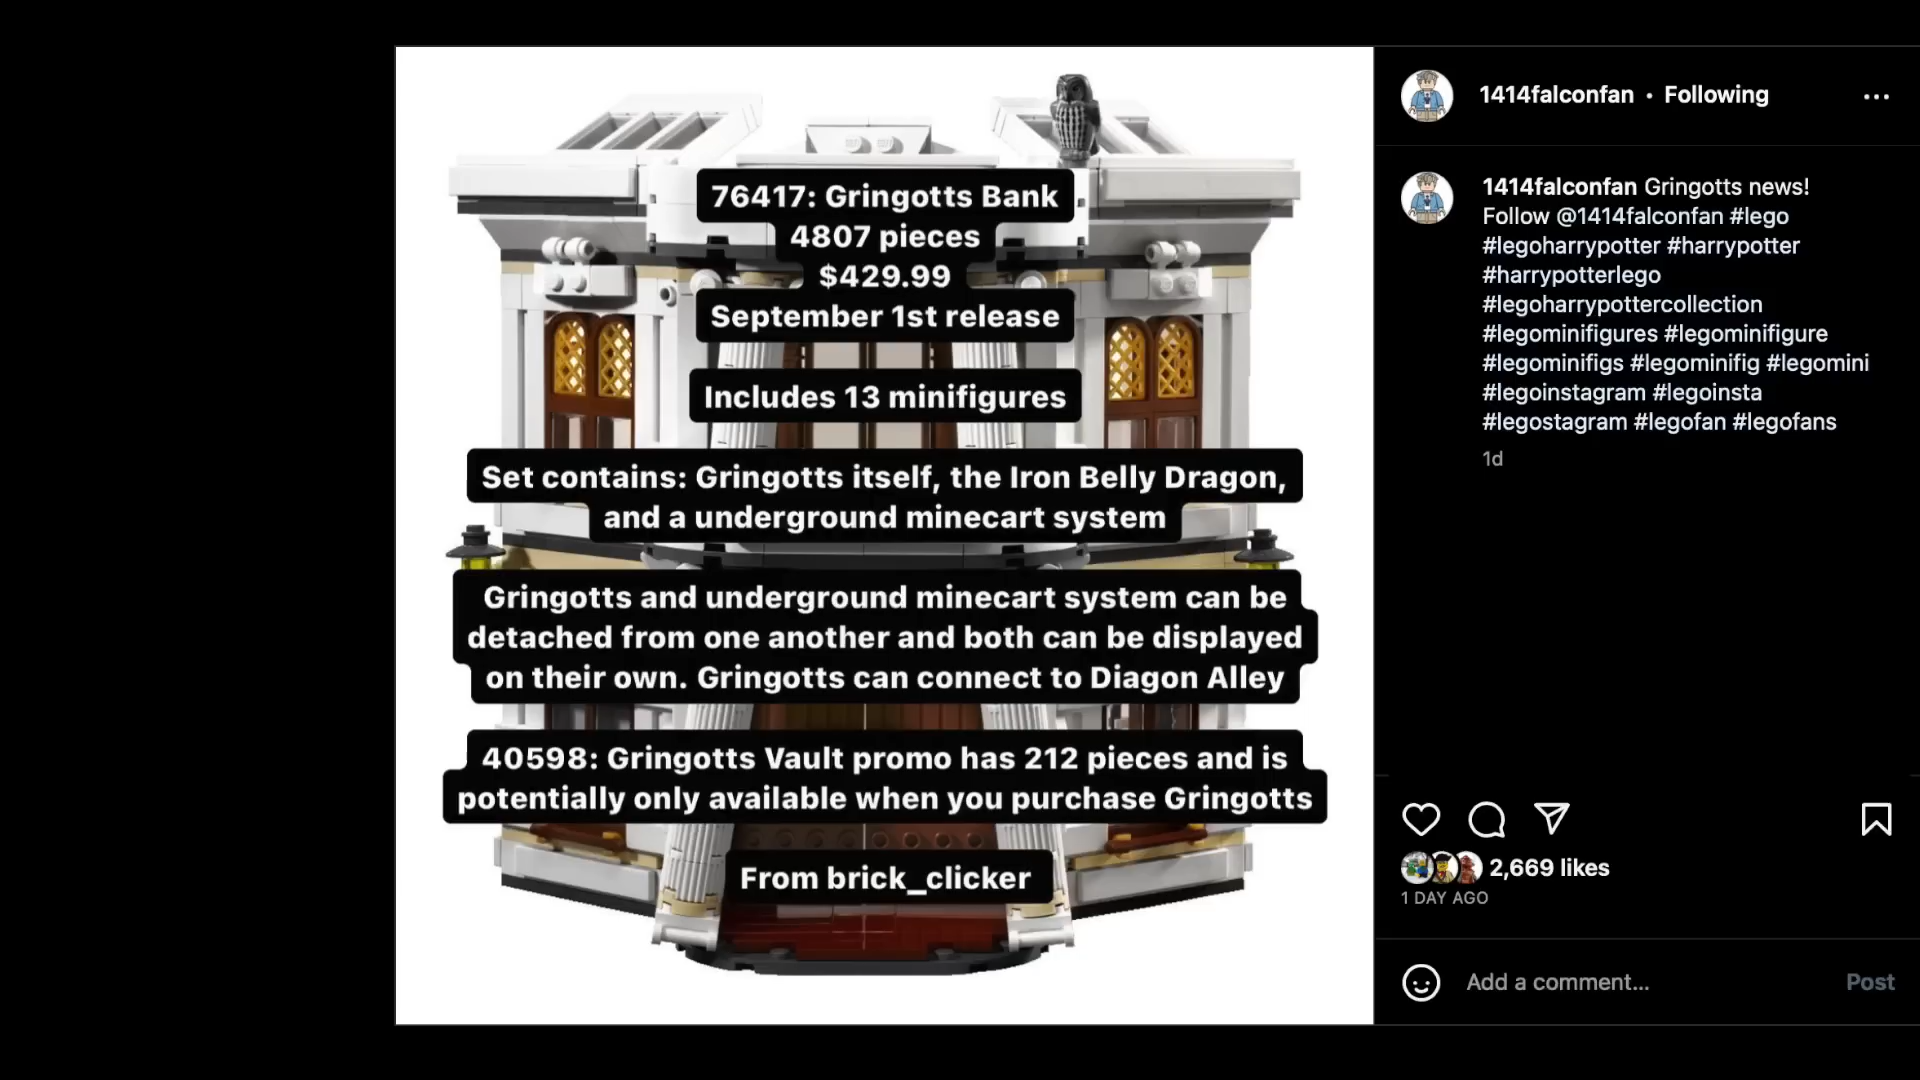 76417: Gringotts Bank
4807 pieces
$429.99
September 1st release
Includes 13 minifigures
Set contains: Gringotts itself, the Iron Belly Dragon,
and a underground minecart system
Gringotts and underground minecart system can be
detached from one another and both can be displayed
on their own. Gringotts can connect to Diagon Alley
40598: Gringotts Vault promo has 212 pieces and is
potentially only available when you purchase Gringotts
From brick_clicker
1414falconfan • Following
1414falconfan Gringotts news!
Follow @1414falconfan #lego
#legoharrypotter #harrypotter
#harrypotterlego
#legoharrypottercollection
#legominifigures #legominifigure
#legominifigs #legominifig #legomini
#legoinstagram #legoinsta
#legostagram #legofan #legofans
1d
2,669 likes
1 DAY AGO
Add a comment... Post